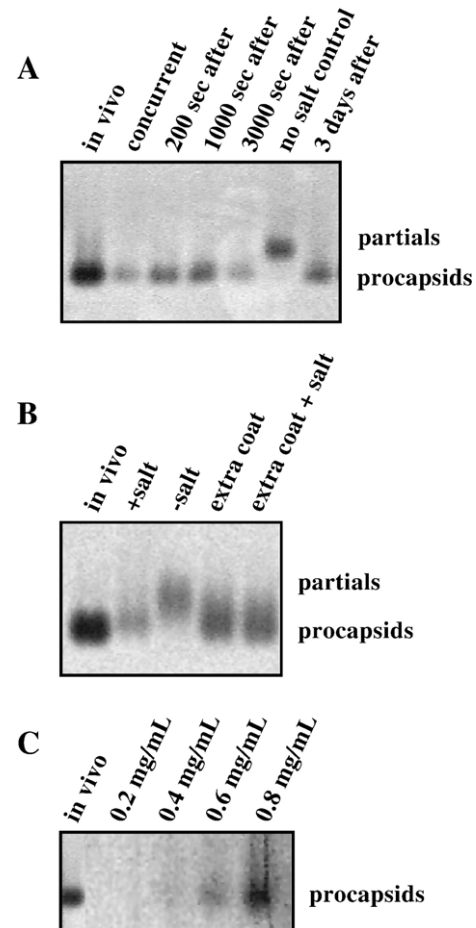 A
in vivo
concurrent
200 sec after
1000 sec after
3000 sec after
no salt control
3 days after
partials
procapsids
B
in vivo
+salt
-salt
extra coat
extra coat + salt
partials
procapsids
C
in vivo
0.2 mg/mL
0.4 mg/mL
0.6 mg/mL
0.8 mg/mL
procapsids